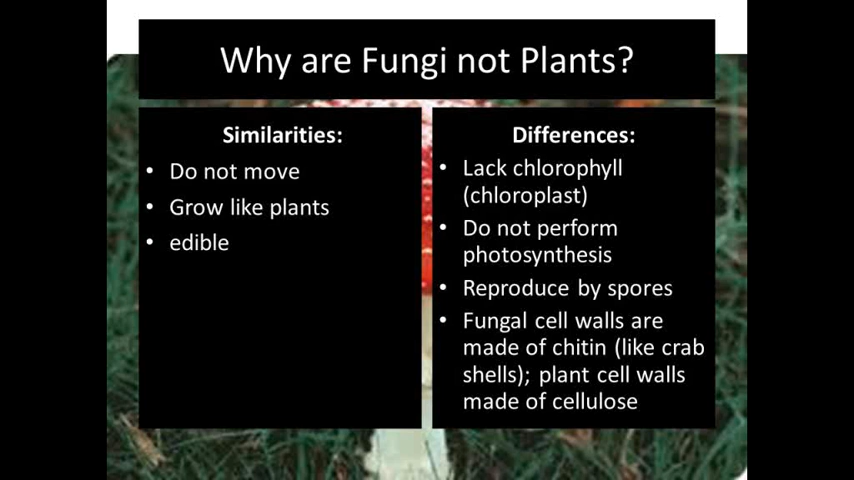 Why are Fungi not Plants?
Similarities:
• Do not move
• Grow like plants
• edible
Differences:
• Lack chlorophyll
(chloroplast)
• Do not perform
photosynthesis
• Reproduce by spores
• Fungal cell walls are
made of chitin (like crab
shells); plant cell walls
made of cellulose